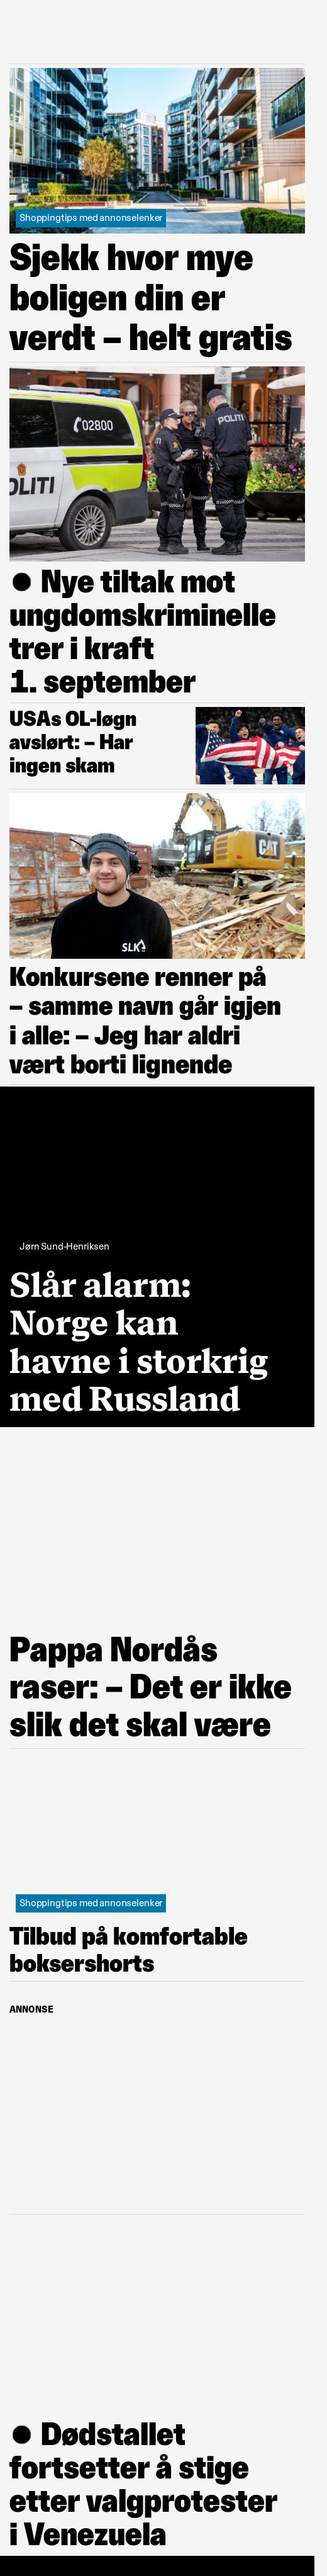 Shoppingtips med annonselenker
Sjekk hvor mye
boligen din er
verdt – helt gratis
02800
OLITI
POLITI
● Nye tiltak mot
ungdomskriminelle
trer i kraft
1. september
USAs OL-løgn
avslørt: – Har
ingen skam
CAT
SLK
Konkursene renner på
– samme navn går igjen
i alle: – Jeg har aldri
vært borti lignende
Jørn Sund-Henriksen
Slår alarm:
Norge kan
havne i storkrig
med Russland
Pappa Nordås
raser: – Det er ikke
slik det skal være
Shoppingtips med annonselenker
Tilbud på komfortable
boksershorts
ANNONSE
● Dødstallet
fortsetter å stige
etter valgprotester
i Venezuela